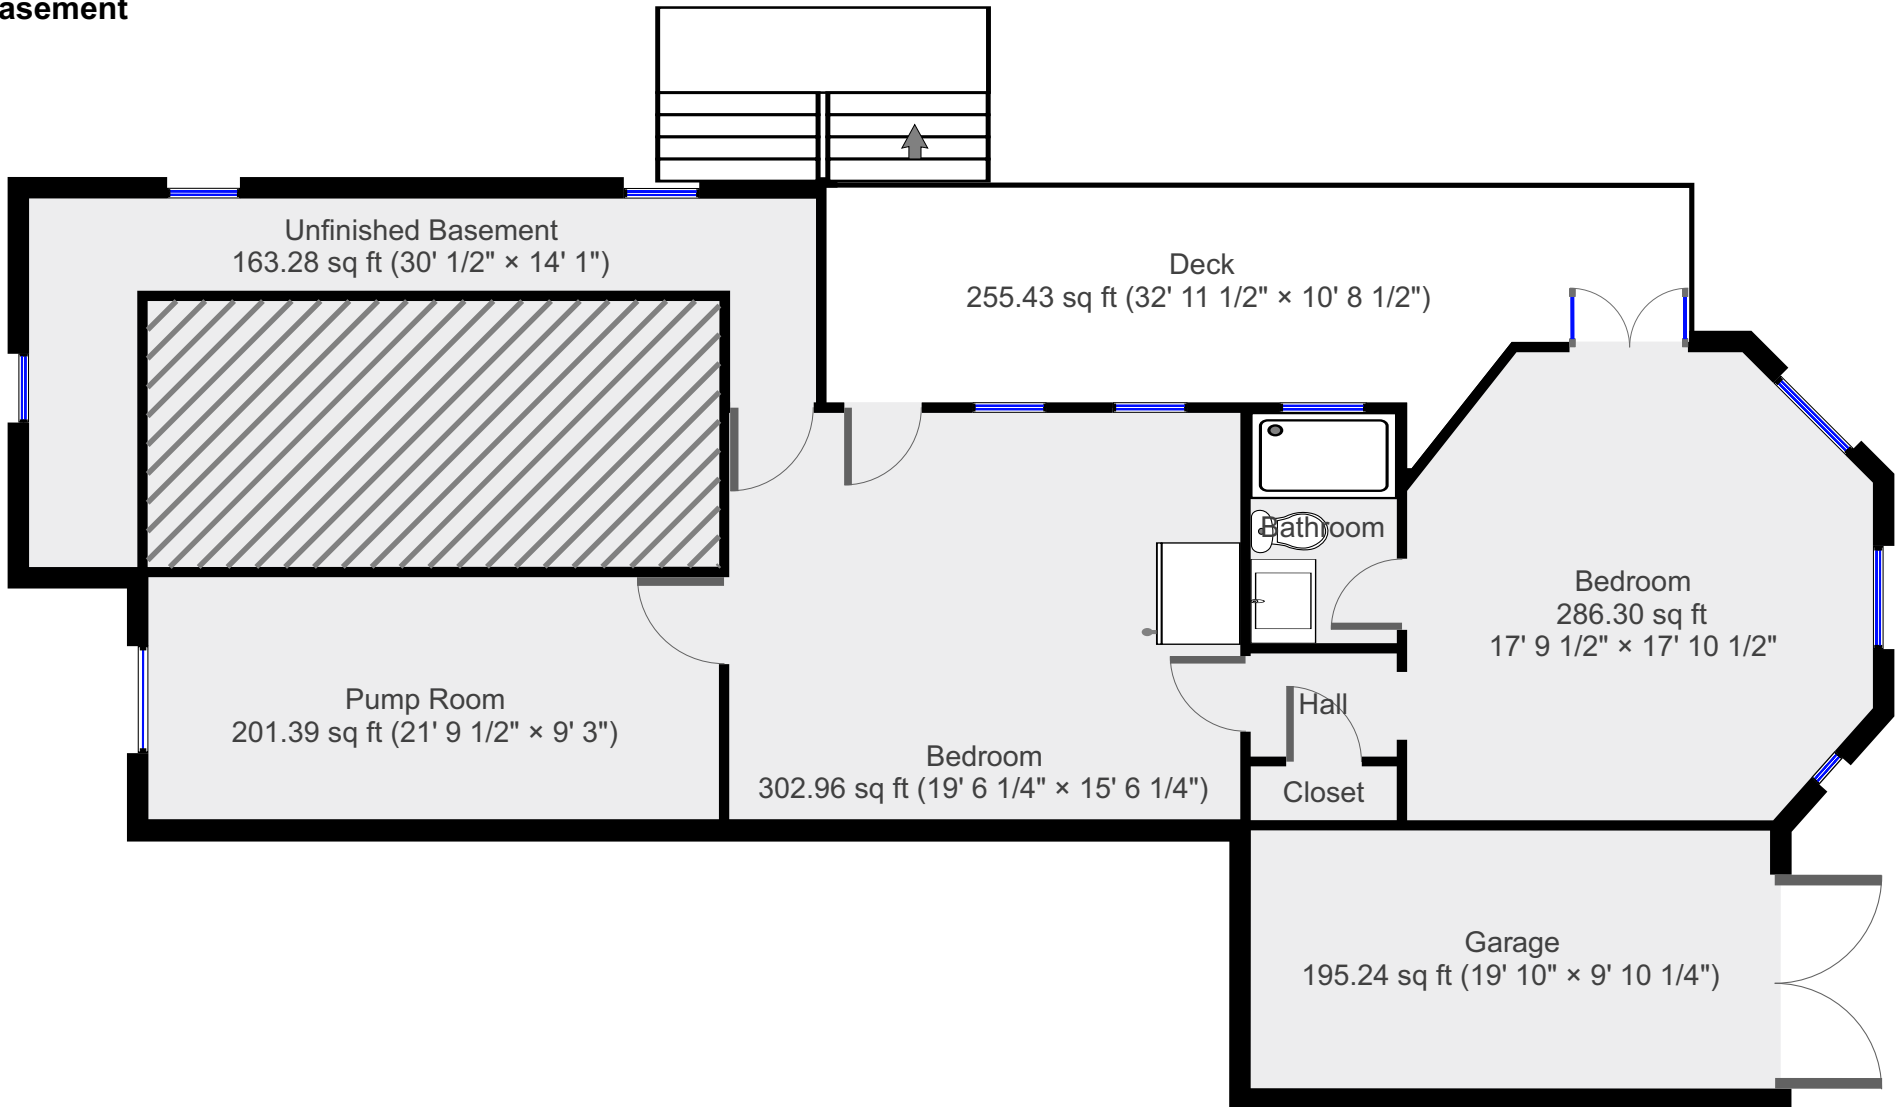 asement
Unfinished Basement
163.28 sq ft (30' 1/2" × 14' 1")
Deck
255.43 sq ft (32' 11 1/2" × 10' 8 1/2")
Bathroom
Bedroom
286.30 sq ft
17' 9 1/2" × 17' 10 1/2"
Pump Room
201.39 sq ft (21' 9 1/2" × 9' 3")
Hall
Bedroom
302.96 sq ft (19' 6 1/4" × 15' 6 1/4")
Closet
Garage
195.24 sq ft (19' 10" × 9' 10 1/4")